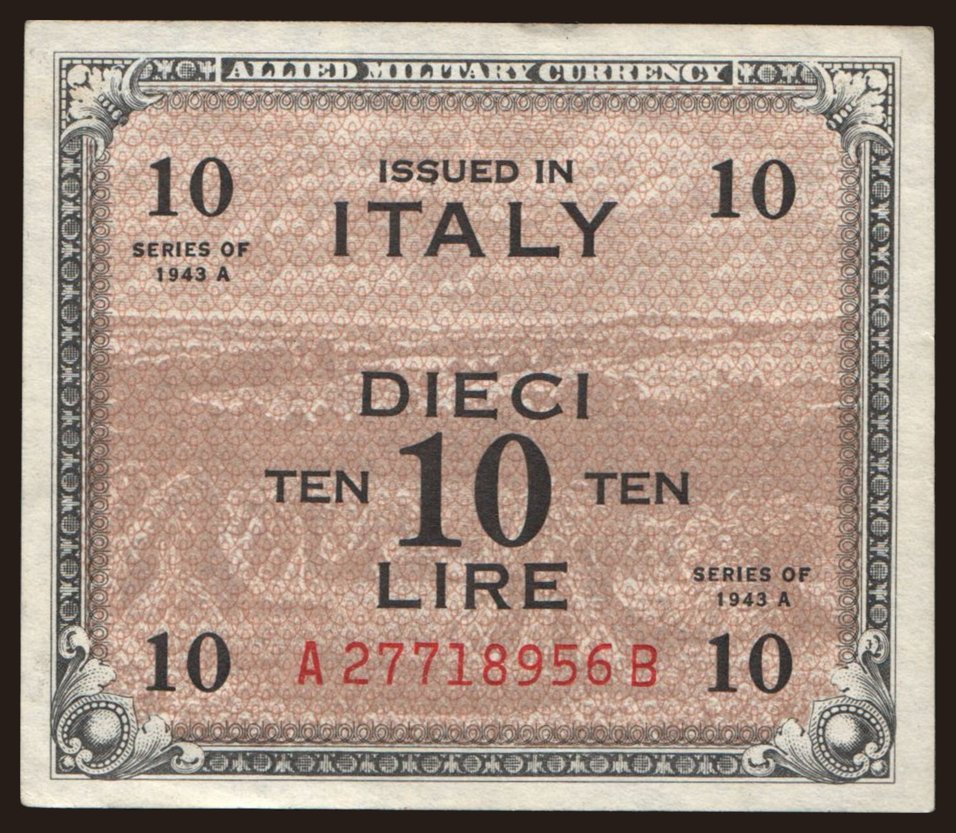 ALLIED MILITARY CURRENCY
10 ISSUED IN 10
ITALY
SERIES OF
1943 A
DIECI
TEN 10 TEN
LIRE
SERIES OF
1943 A
10 A 27718956 B 10